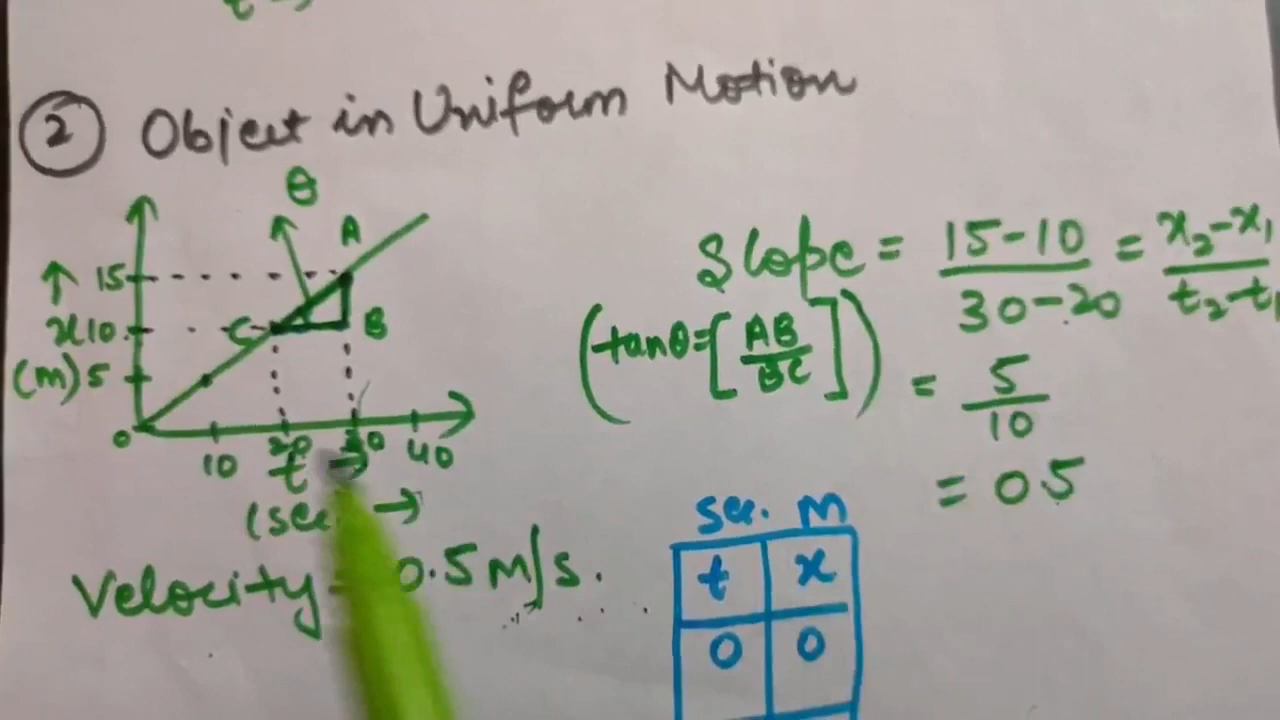 ② Object in Uniform Motion
θ
A
↑ 15
x 10 C B
(m) 5
0 10 20 30 40
t →
(sec →
Velocity = 0.5 m/s.
Slope = 15-10/30-20 = x₂-x₁/t₂-t₁
(tanθ=[AB/BC])
= 5/10
= 0.5
sec. m
t x
0 0